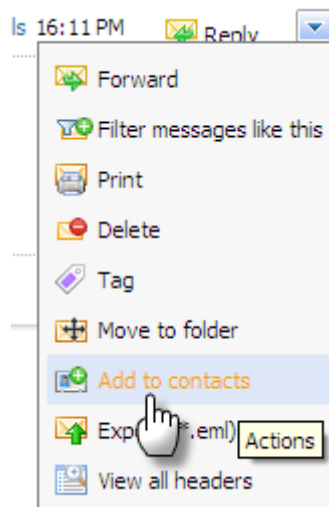 ls 16:11 PM Reply
Forward
Filter messages like this
Print
Delete
Tag
Move to folder
Add to contacts
.eml)
Actions
View all headers